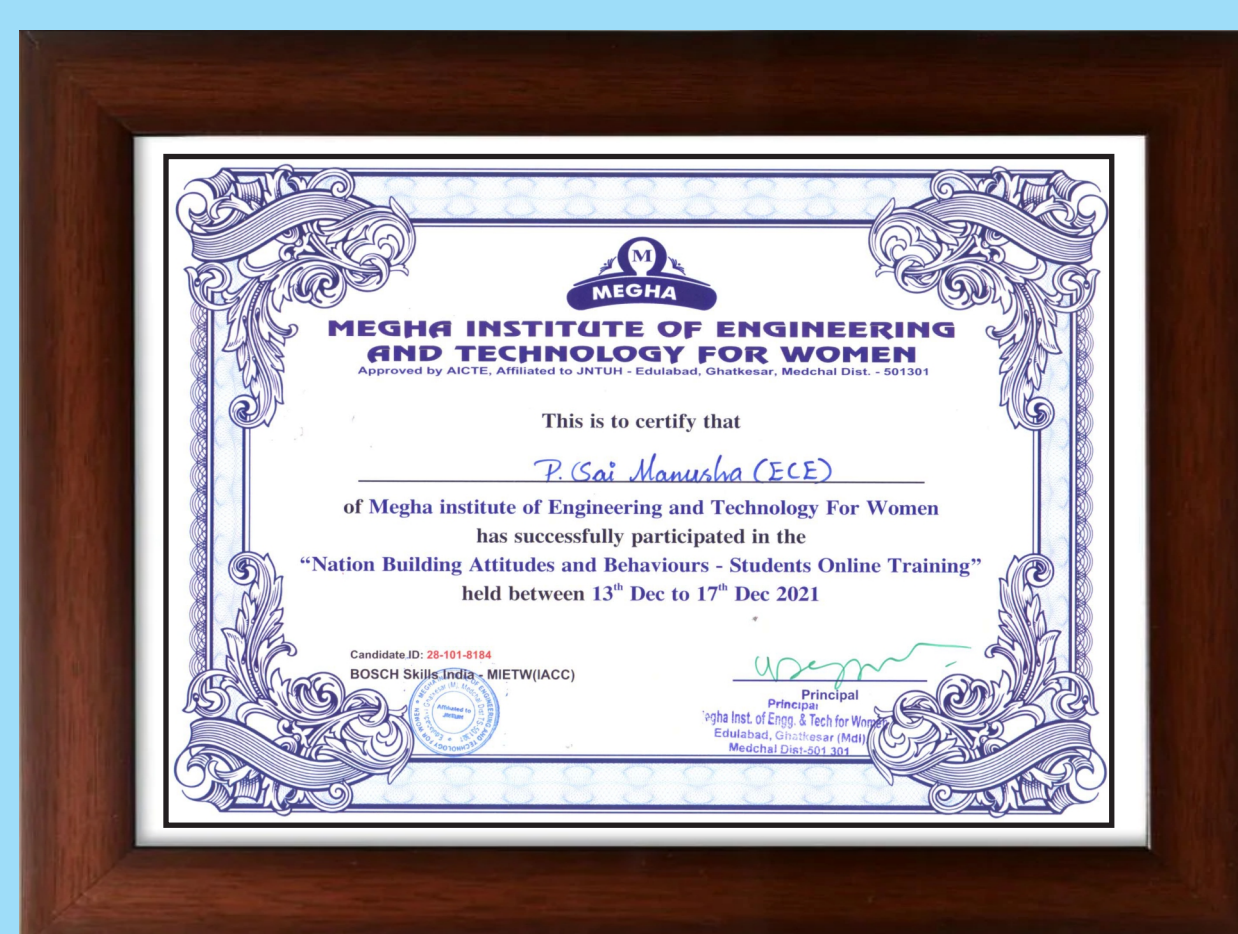 M
MEGHA
MEGHA INSTITUTE OF ENGINEERING
AND TECHNOLOGY FOR WOMEN
Approved by AICTE, Affiliated to JNTUH - Edulabad, Ghatkesar, Medchal Dist. - 501301
This is to certify that
P. Sai Manusha (ECE)
of Megha institute of Engineering and Technology For Women
has successfully participated in the
“Nation Building Attitudes and Behaviours - Students Online Training”
held between 13th Dec to 17th Dec 2021
Candidate.ID: 28-101-8184
BOSCH Skills India - MIETW(IACC)
Affiliated to
JNTUH
Principal
Principal
egha Inst. of Engg. & Tech for Women
Edulabad, Ghatkesar (Mdl)
Medchal Dist-501 301